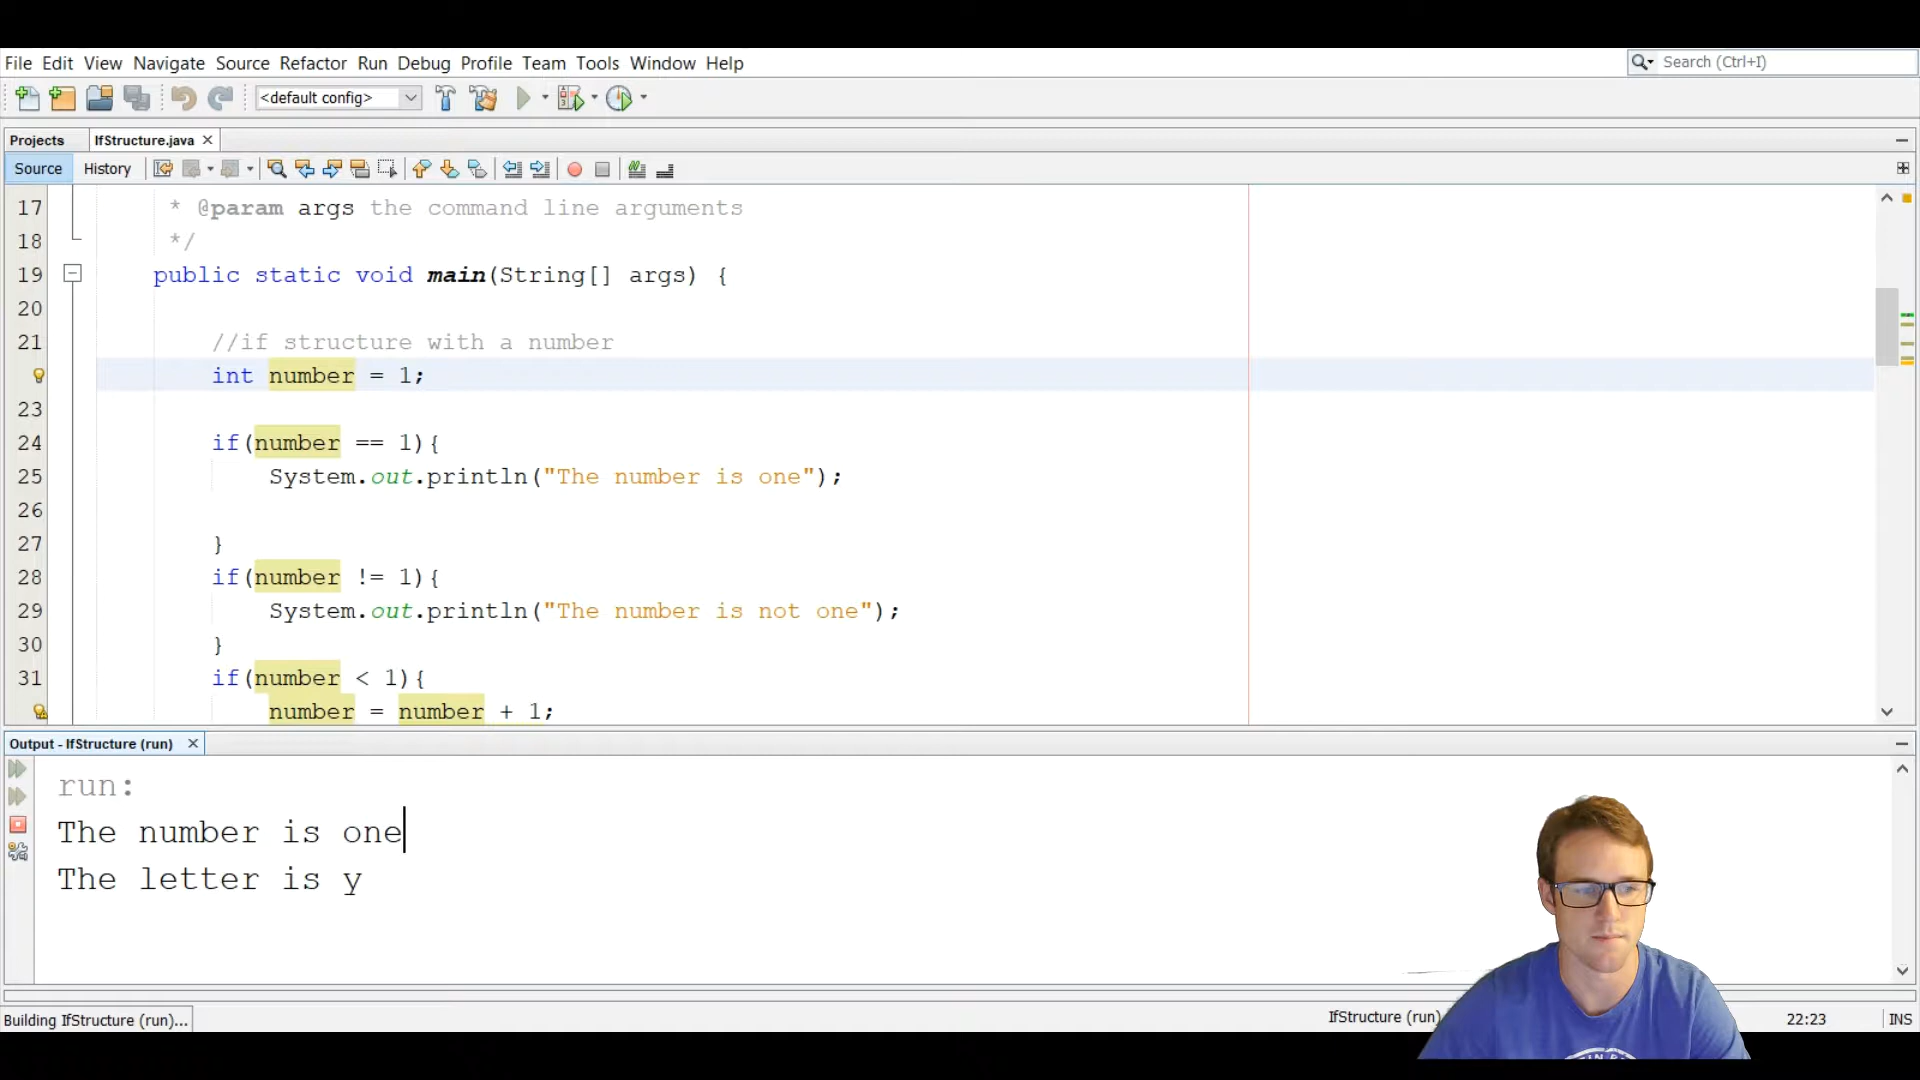 File Edit View Navigate Source Refactor Run Debug Profile Team Tools Window Help
Search (Ctrl+I)
<default config>
Projects IfStructure.java
Source History
17 * @param args the command line arguments
18 */
19 public static void main(String[] args) {
20
21 //if structure with a number
int number = 1;
23
24 if(number == 1){
25 System.out.println("The number is one");
26
27 }
28 if(number != 1){
29 System.out.println("The number is not one");
30 }
31 if(number < 1){
number = number + 1;
Output - IfStructure (run)
run:
The number is one
The letter is y
Building IfStructure (run)...
IfStructure (run)
22:23
INS